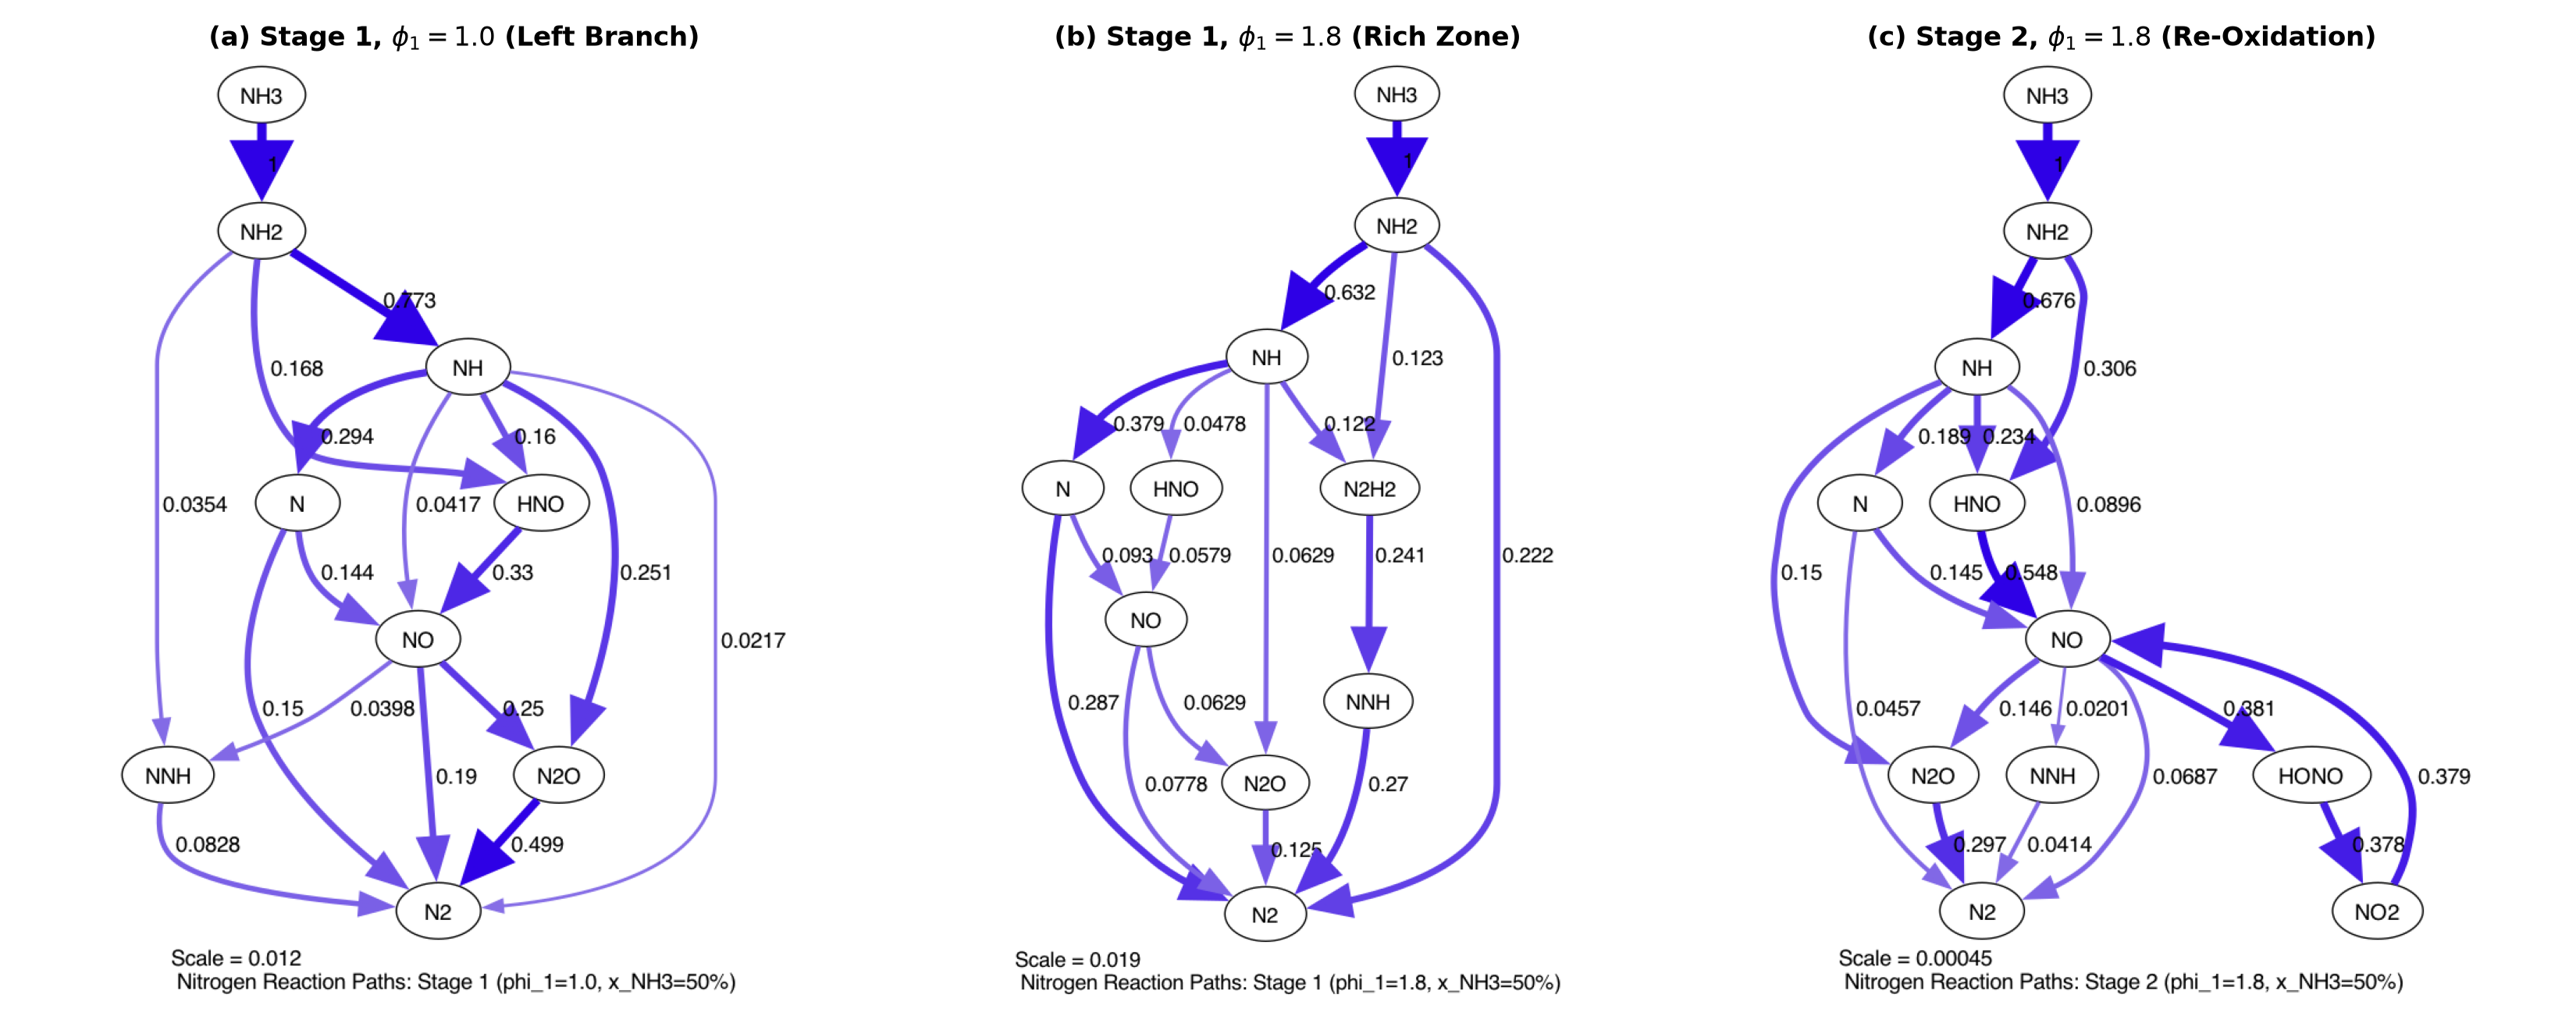 (a) Stage 1, ϕ₁ = 1.0 (Left Branch)
NH3
1
NH2
0.773
0.168
NH
0.294
0.16
0.0354
N
0.0417
HNO
0.144
0.33
0.251
NO
0.0217
0.15
0.0398
0.25
NNH
0.19
N2O
0.0828
0.499
N2
Scale = 0.012
Nitrogen Reaction Paths: Stage 1 (phi_1=1.0, x_NH3=50%)
(b) Stage 1, ϕ₁ = 1.8 (Rich Zone)
NH3
1
NH2
0.632
NH
0.123
0.379
0.0478
0.122
N
HNO
N2H2
0.093
0.0579
0.0629
0.241
0.222
NO
0.287
0.0629
NNH
0.0778
N2O
0.27
0.125
N2
Scale = 0.019
Nitrogen Reaction Paths: Stage 1 (phi_1=1.8, x_NH3=50%)
(c) Stage 2, ϕ₁ = 1.8 (Re-Oxidation)
NH3
1
NH2
0.676
NH
0.306
0.189
0.234
N
HNO
0.0896
0.15
0.145
0.548
NO
0.0457
0.146
0.0201
0.381
N2O
NNH
0.0687
HONO
0.379
0.297
0.0414
0.378
N2
NO2
Scale = 0.00045
Nitrogen Reaction Paths: Stage 2 (phi_1=1.8, x_NH3=50%)